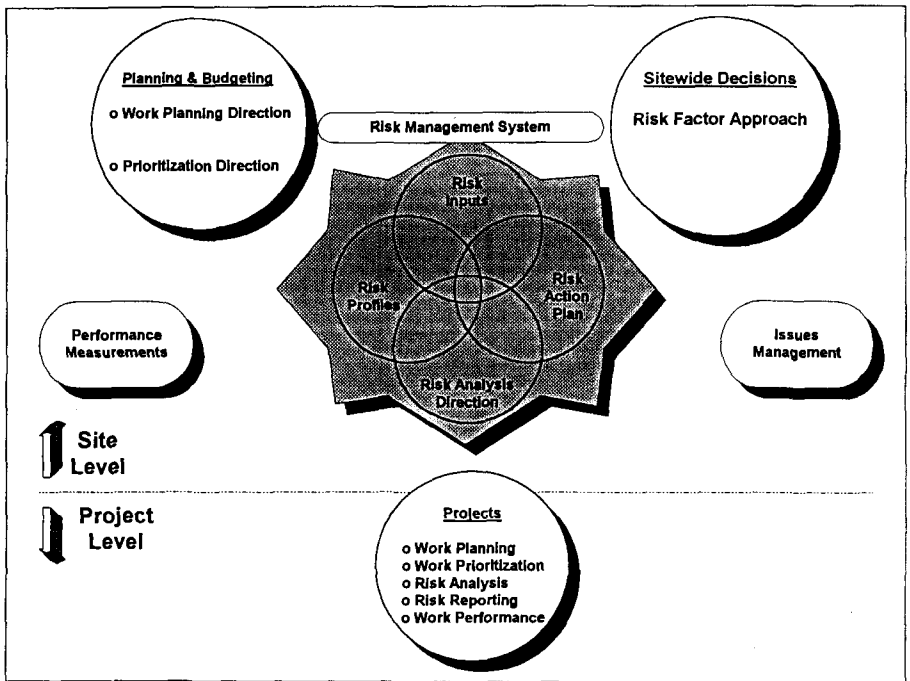 Planning & Budgeting
o Work Planning Direction
o Prioritization Direction
Sitewide Decisions
Risk Factor Approach
Risk Management System
Risk
Inputs
Risk
Profiles
Risk
Action
Plan
Risk Analysis
Direction
Performance
Measurements
Issues
Management
Site
Level
Project
Level
Projects
o Work Planning
o Work Prioritization
o Risk Analysis
o Risk Reporting
o Work Performance